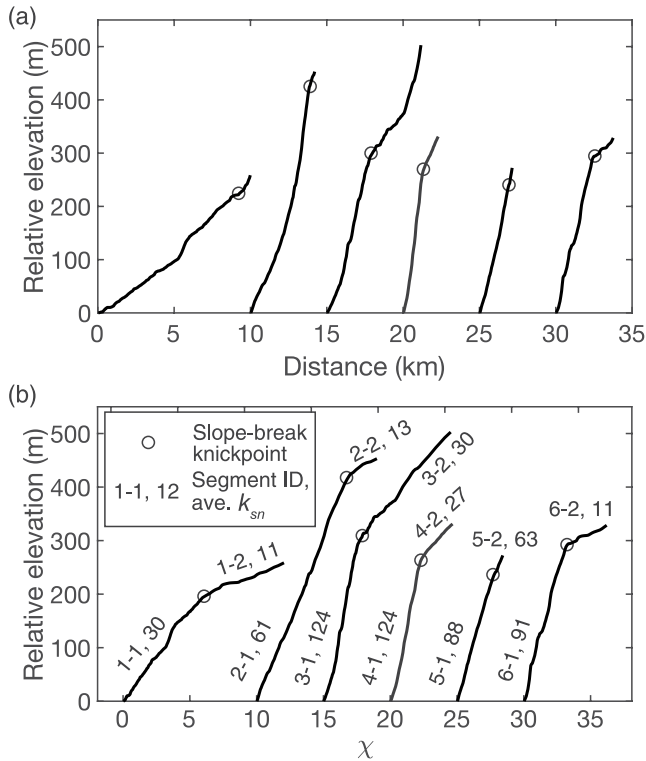 (a)
500
400
300
200
100
0
Relative elevation (m)
0 5 10 15 20 25 30 35
Distance (km)
(b)
500
400
300
200
100
0
Relative elevation (m)
Slope-break
knickpoint
1-1, 12
Segment ID,
ave. k_sn
1-1, 30
1-2, 11
2-1, 61
2-2, 13
3-1, 124
3-2, 30
4-1, 124
4-2, 27
5-1, 88
5-2, 63
6-1, 91
6-2, 11
0 5 10 15 20 25 30 35
χ